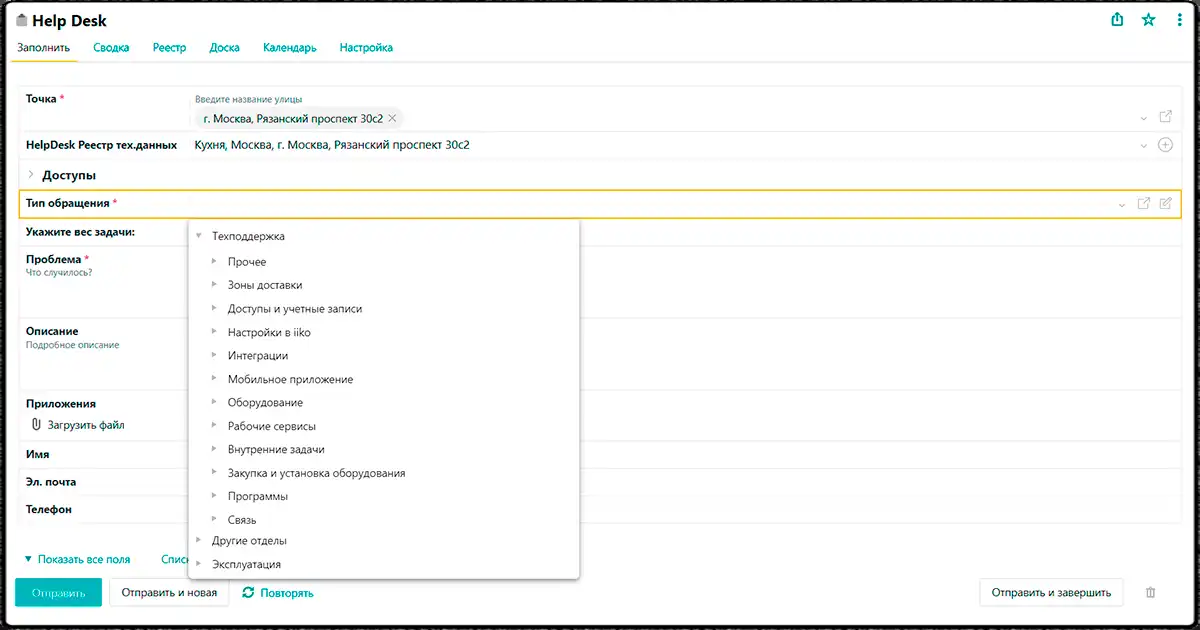 Help Desk
Заполнить Сводка Реестр Доска Календарь Настройка
Точка * Введите название улицы
г. Москва, Рязанский проспект 30с2
HelpDesk Реестр тех.данных Кухня, Москва, г. Москва, Рязанский проспект 30с2
Доступы
Тип обращения *
Укажите вес задачи:
Техподдержка
Проблема *
Что случилось?
Прочее
Зоны доставки
Доступы и учетные записи
Настройки в iiko
Описание
Подробное описание
Интеграции
Мобильное приложение
Приложения
Загрузить файл
Оборудование
Рабочие сервисы
Имя
Внутренние задачи
Эл. почта
Закупка и установка оборудования
Телефон
Программы
Связь
Другие отделы
Эксплуатация
Показать все поля
Отправить Отправить и новая Повторять Отправить и завершить